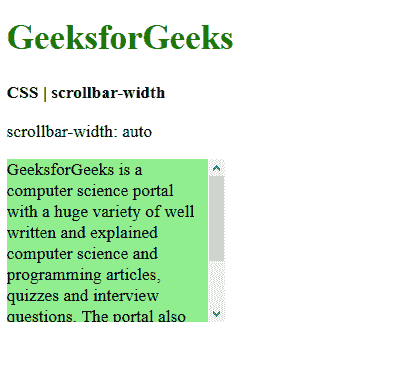 GeeksforGeeks
CSS | scrollbar-width
scrollbar-width: auto
GeeksforGeeks is a
computer science portal
with a huge variety of well
written and explained
computer science and
programming articles,
quizzes and interview
questions. The portal also